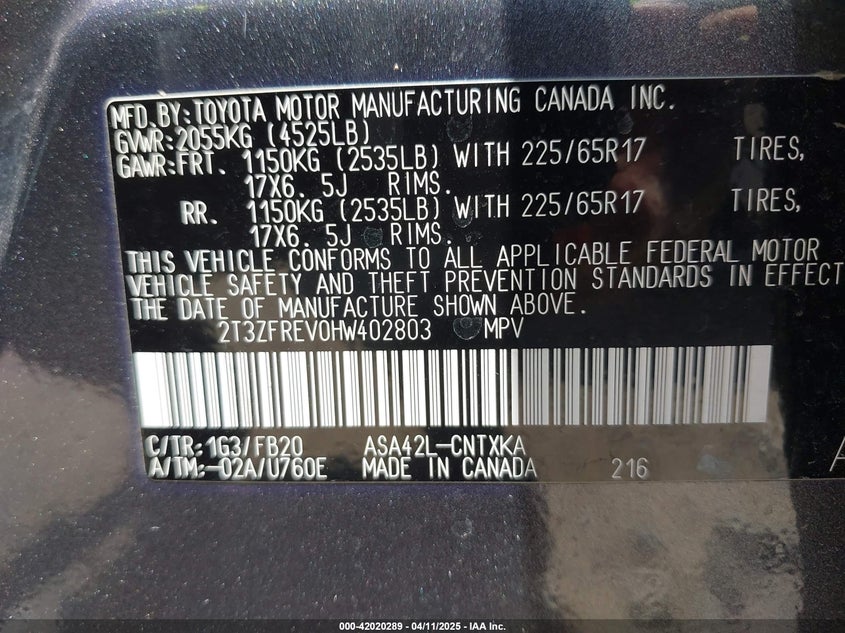 MFD.BY:TOYOTA MOTOR MANUFACTURING CANADA INC.
GVWR:2055KG (4525LB)
GAWR:FRT. 1150KG (2535LB) WITH 225/65R17 TIRES,
17X6. 5J RIMS.
RR. 1150KG (2535LB) WITH 225/65R17 TIRES,
17X6. 5J RIMS.
THIS VEHICLE CONFORMS TO ALL APPLICABLE FEDERAL MOTOR
VEHICLE SAFETY AND THEFT PREVENTION STANDARDS IN EFFECT
THE DATE OF MANUFACTURE SHOWN ABOVE.
2T3ZFREV0HW402803 MPV
C/TR:1G3/FB20 ASA42L-CNTXKA
A/TM:-02A/U760E MADE IN CANADA 216
000-42020289 - 04/11/2025 - IAA Inc.